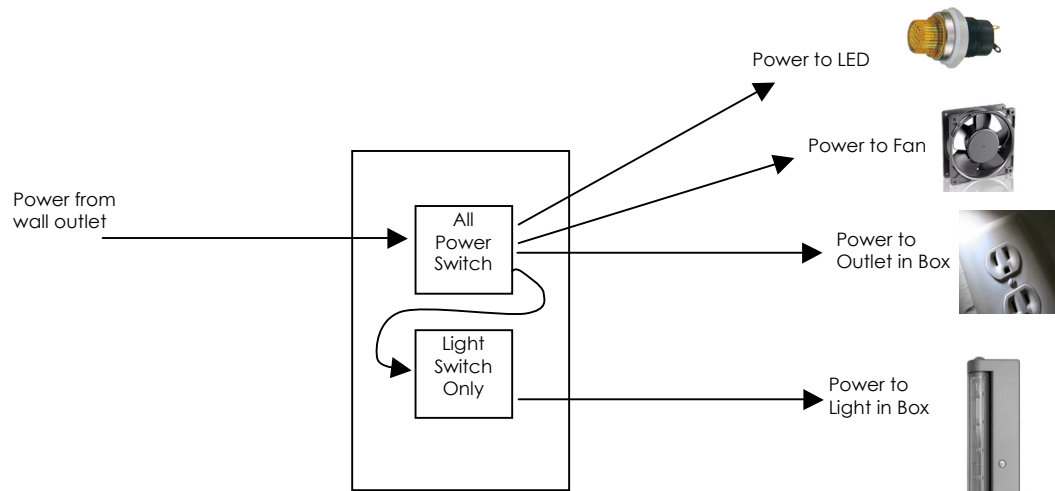 Power to LED
Power to Fan
Power from
wall outlet
All
Power
Switch
Power to
Outlet in Box
Light
Switch
Only
Power to
Light in Box